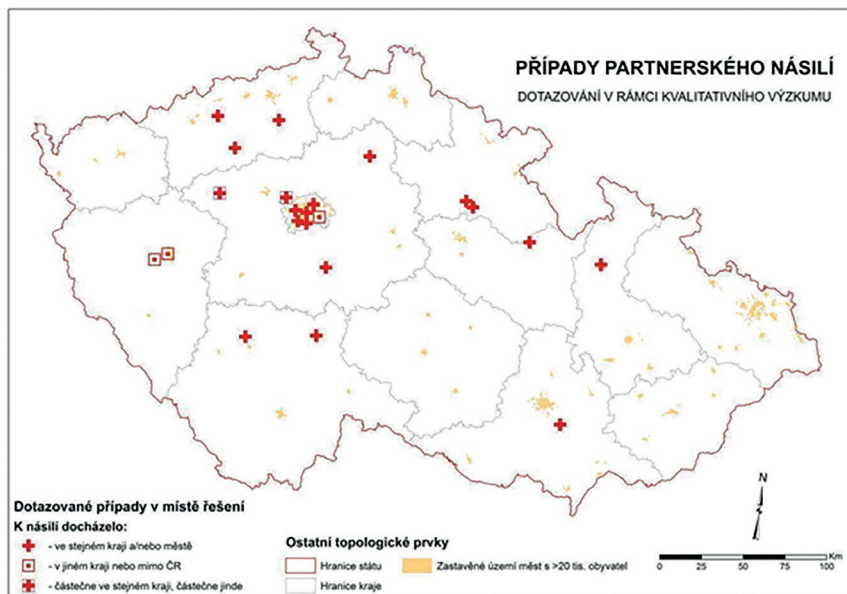 PŘÍPADY PARTNERSKÉHO NÁSILÍ
DOTAZOVÁNÍ V RÁMCI KVALITATIVNÍHO VÝZKUMU
N
Dotazované případy v místě řešení
K násilí docházelo:
- ve stejném kraji a/nebo městě
- v jiném kraji nebo mimo ČR
- částečne ve stejném kraji, částečne jinde
Ostatní topologické prvky
Hranice státu
Zastavěné území měst s >20 tis. obyvatel
Hranice kraje
Km
0 25 50 75 100